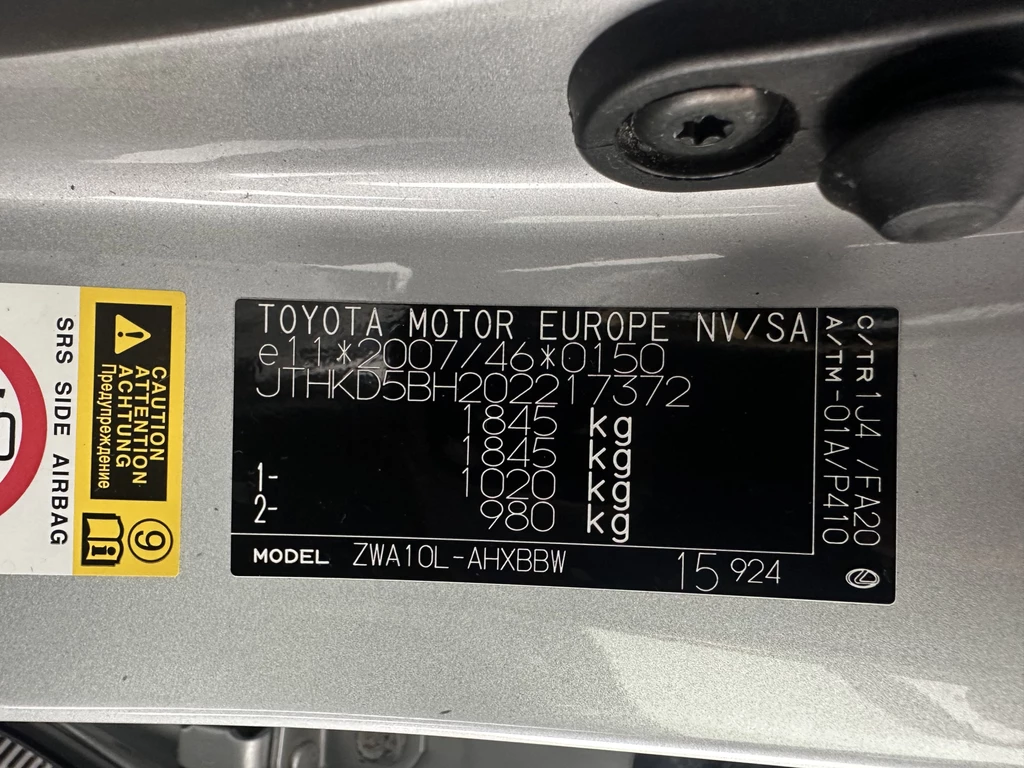 TOYOTA MOTOR EUROPE NV/SA
e11*2007/46*0150
JTHKD5BH202217372
1845 kg
1845 kg
1- 1020 kg
2- 980 kg
MODEL ZWA10L-AHXBBW 15 924
C/TR 1J4 /FA20
A/TM -01A/P410
CAUTION
ATTENTION
ACHTUNG
Предупреждение
9
SRS SIDE AIRBAG